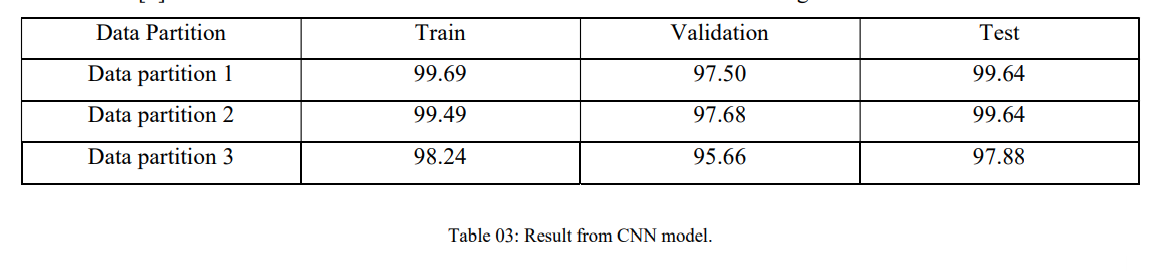 Data Partition Train Validation Test
Data partition 1 99.69 97.50 99.64
Data partition 2 99.49 97.68 99.64
Data partition 3 98.24 95.66 97.88
Table 03: Result from CNN model.